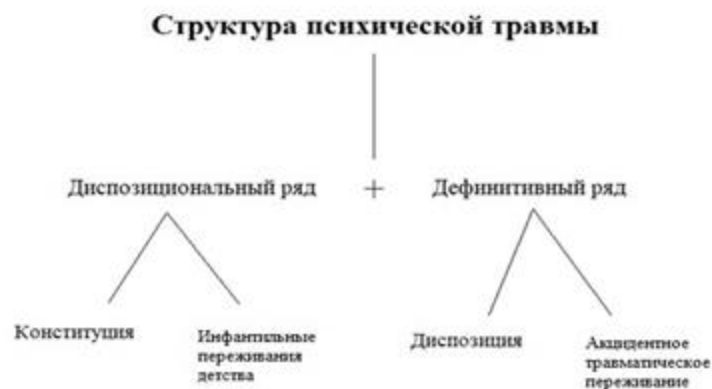 Структура психической травмы
Диспозициональный ряд + Дефинитивный ряд
Конституция
Инфантильные
переживания
детства
Диспозиция
Акцидентное
травматическое
переживание